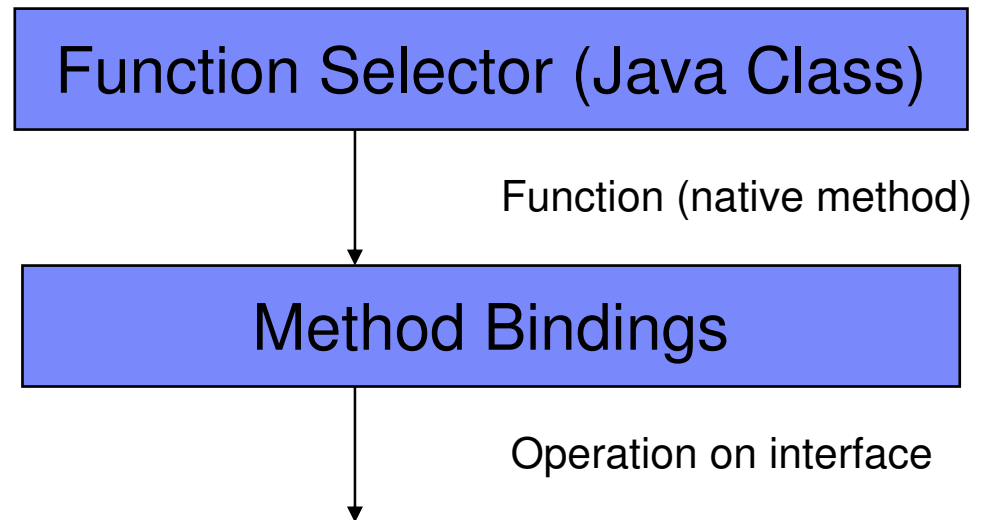 Function Selector (Java Class)
Function (native method)
Method Bindings
Operation on interface